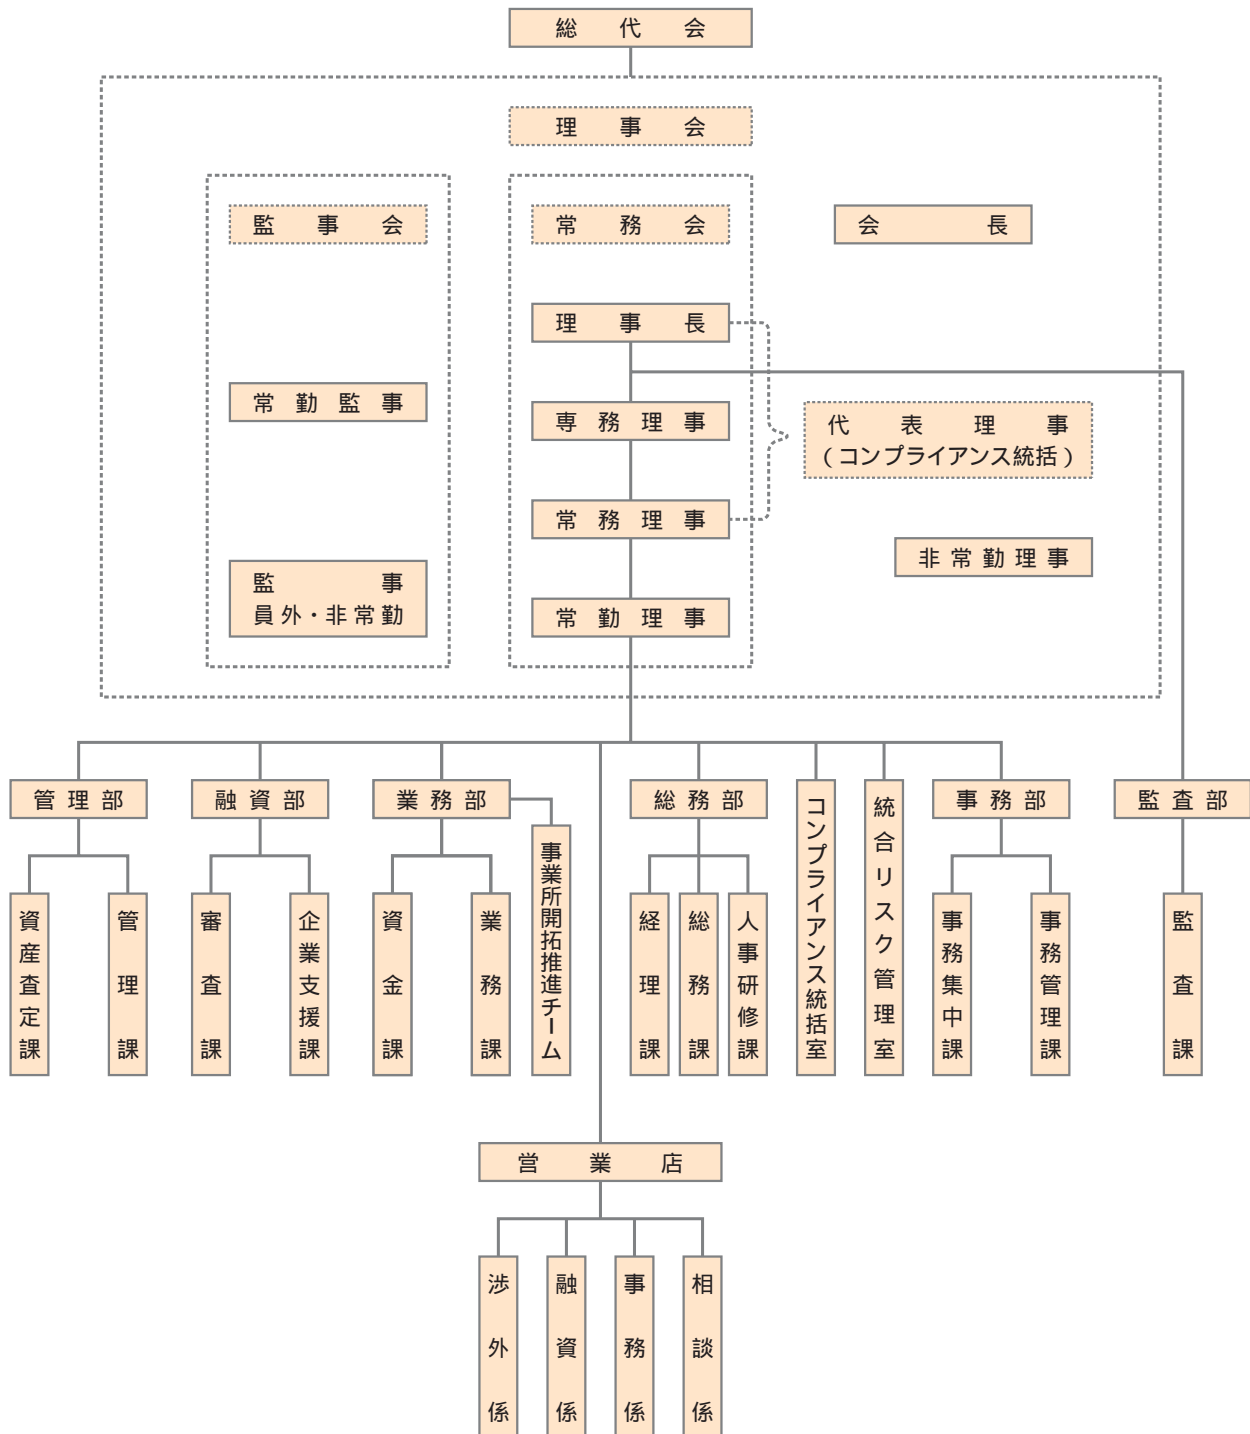 総代会
理事会
監事会
常務会
会長
理事長
常勤監事
専務理事
代表理事
(コンプライアンス統括)
常務理事
非常勤理事
監事
員外・非常勤
常勤理事
管理部
融資部
業務部
総務部
事務部
監査部
資産査定課
管理課
審査課
企業支援課
資金課
業務課
事業所開拓推進チーム
経理課
総務課
人事研修課
コンプライアンス統括室
統合リスク管理室
事務集中課
事務管理課
監査課
営業店
渉外係
融資係
事務係
相談係